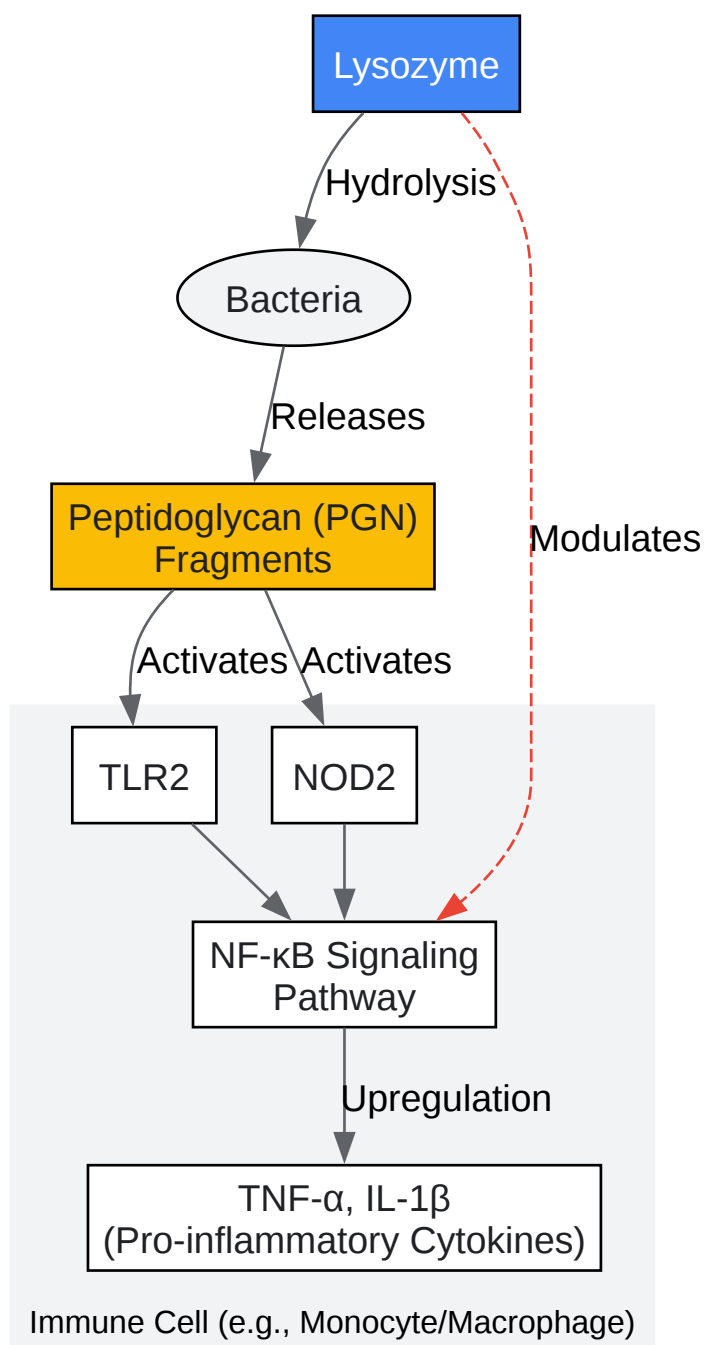 Lysozyme
Hydrolysis
Bacteria
Releases
Peptidoglycan (PGN)
Fragments
Modulates
Activates
Activates
TLR2
NOD2
NF-κB Signaling
Pathway
Upregulation
TNF-α, IL-1β
(Pro-inflammatory Cytokines)
Immune Cell (e.g., Monocyte/Macrophage)